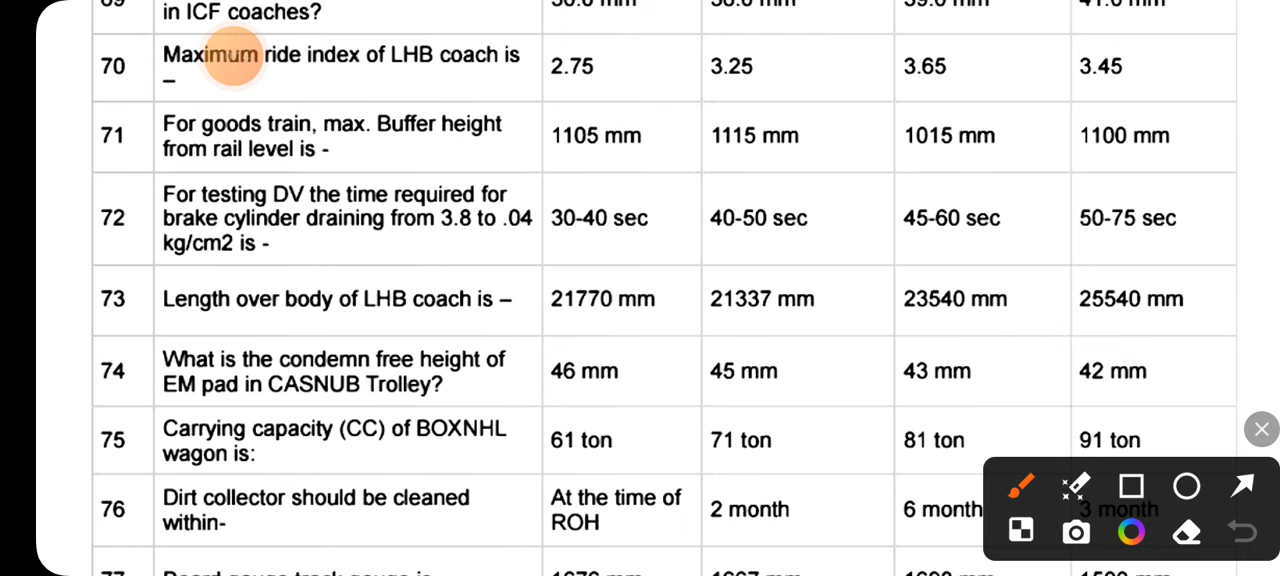 in ICF coaches?
70 Maximum ride index of LHB coach is 2.75 3.25 3.65 3.45
–
71 For goods train, max. Buffer height 1105 mm 1115 mm 1015 mm 1100 mm
from rail level is -
For testing DV the time required for
72 brake cylinder draining from 3.8 to .04 30-40 sec 40-50 sec 45-60 sec 50-75 sec
kg/cm2 is -
73 Length over body of LHB coach is – 21770 mm 21337 mm 23540 mm 25540 mm
74 What is the condemn free height of 46 mm 45 mm 43 mm 42 mm
EM pad in CASNUB Trolley?
75 Carrying capacity (CC) of BOXNHL 61 ton 71 ton 81 ton 91 ton
wagon is:
76 Dirt collector should be cleaned At the time of 2 month 6 month 3 month
within- ROH